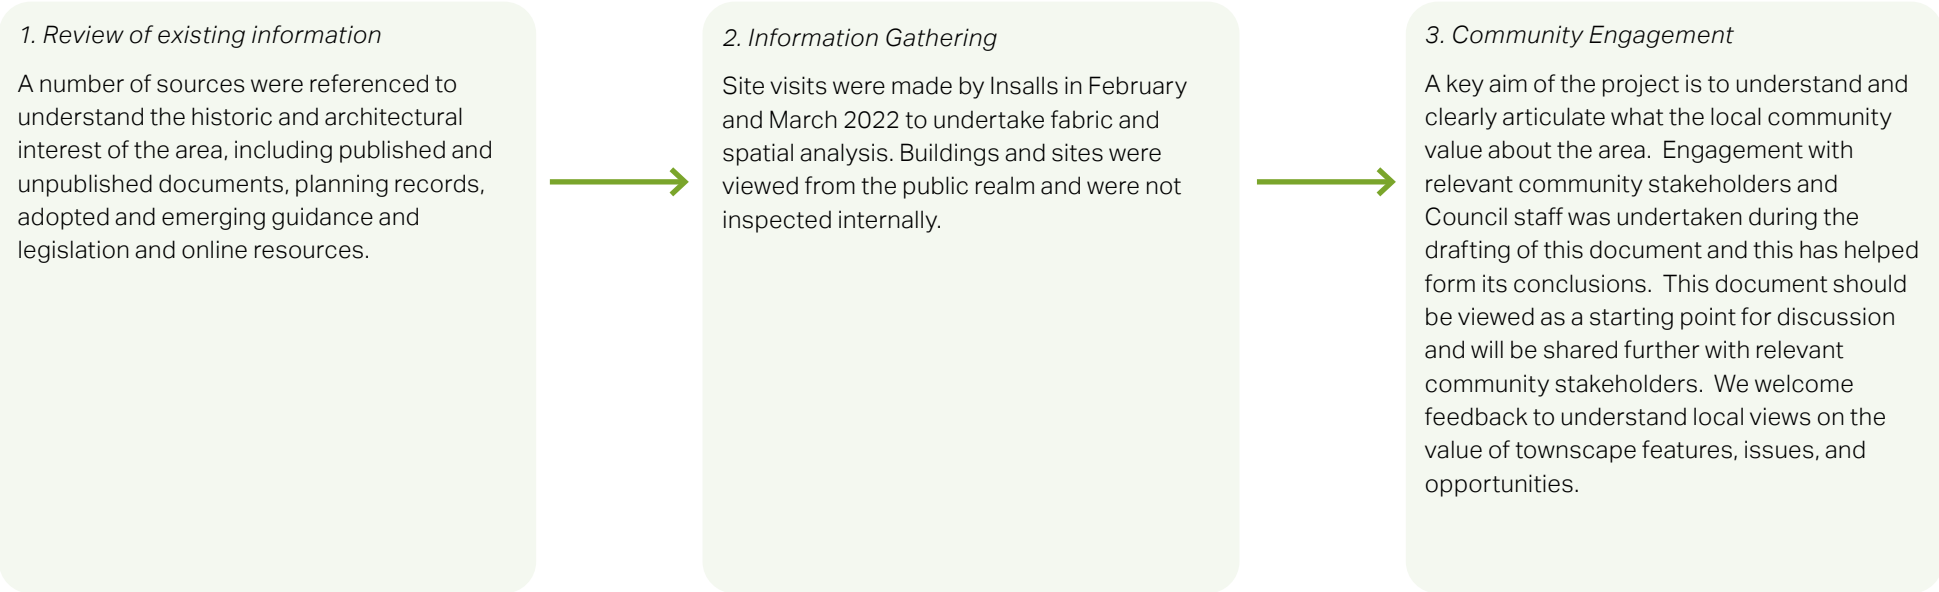 1. Review of existing information
A number of sources were referenced to
understand the historic and architectural
interest of the area, including published and
unpublished documents, planning records,
adopted and emerging guidance and
legislation and online resources.
2. Information Gathering
Site visits were made by Insalls in February
and March 2022 to undertake fabric and
spatial analysis. Buildings and sites were
viewed from the public realm and were not
inspected internally.
3. Community Engagement
A key aim of the project is to understand and
clearly articulate what the local community
value about the area.  Engagement with
relevant community stakeholders and
Council staff was undertaken during the
drafting of this document and this has helped
form its conclusions.  This document should
be viewed as a starting point for discussion
and will be shared further with relevant
community stakeholders.  We welcome
feedback to understand local views on the
value of townscape features, issues, and
opportunities.